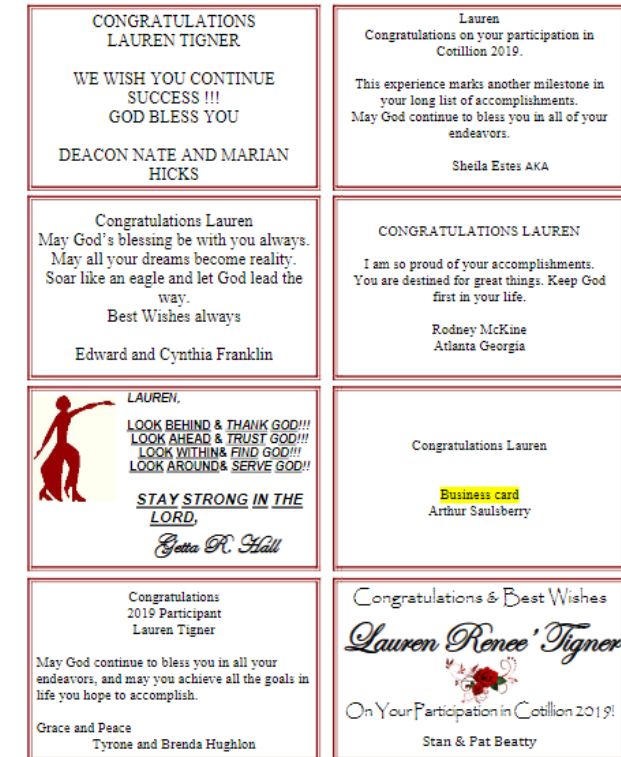 CONGRATULATIONS
LAUREN TIGNER
WE WISH YOU CONTINUE
SUCCESS !!!
GOD BLESS YOU
DEACON NATE AND MARIAN
HICKS
Lauren
Congratulations on your participation in
Cotillion 2019.
This experience marks another milestone in
your long list of accomplishments.
May God continue to bless you in all of your
endeavors.
Sheila Estes AKA
Congratulations Lauren
May God's blessing be with you always.
May all your dreams become reality.
Soar like an eagle and let God lead the
way.
Best Wishes always
Edward and Cynthia Franklin
CONGRATULATIONS LAUREN
I am so proud of your accomplishments.
You are destined for great things. Keep God
first in your life.
Rodney McKine
Atlanta Georgia
LAUREN,
LOOK BEHIND & THANK GOD!!!
LOOK AHEAD & TRUST GOD!!!
LOOK WITHIN& FIND GOD!!!
LOOK AROUND& SERVE GOD!!
STAY STRONG IN THE
LORD,
Getta R. Hall
Congratulations Lauren
Business card
Arthur Saulsberry
Congratulations
2019 Participant
Lauren Tigner
May God continue to bless you in all your
endeavors, and may you achieve all the goals in
life you hope to accomplish.
Grace and Peace
Tyrone and Brenda Hughlon
Congratulations & Best Wishes
Lauren Renee' Tigner
On Your Participation in Cotillion 2019!
Stan & Pat Beatty